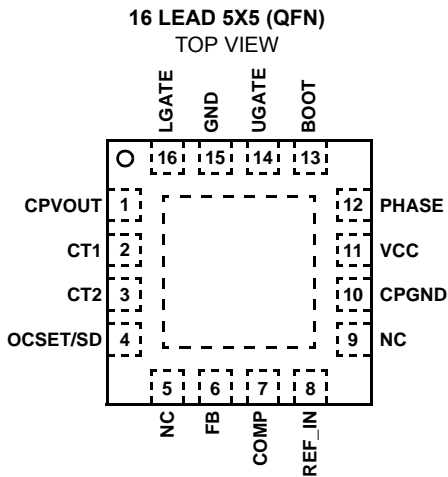 16 LEAD 5X5 (QFN)
TOP VIEW
LGATE
GND
UGATE
BOOT
16 15 14 13
CPVOUT 1
12 PHASE
CT1 2
11 VCC
CT2 3
10 CPGND
OCSET/SD 4
9 NC
5 6 7 8
NC
FB
COMP
REF_IN